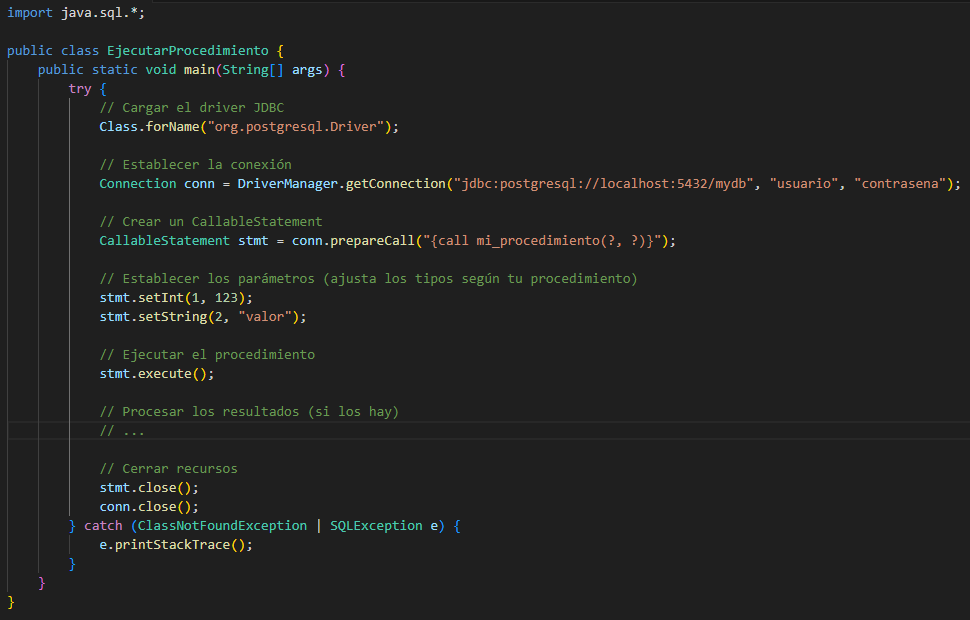 import java.sql.*;
public class EjecutarProcedimiento {
public static void main(String[] args) {
try {
// Cargar el driver JDBC
Class.forName("org.postgresql.Driver");
// Establecer la conexión
Connection conn = DriverManager.getConnection("jdbc:postgresql://localhost:5432/mydb", "usuario", "contrasena");
// Crear un CallableStatement
CallableStatement stmt = conn.prepareCall("{call mi_procedimiento(?, ?)}");
// Establecer los parámetros (ajusta los tipos según tu procedimiento)
stmt.setInt(1, 123);
stmt.setString(2, "valor");
// Ejecutar el procedimiento
stmt.execute();
// Procesar los resultados (si los hay)
// ...
// Cerrar recursos
stmt.close();
conn.close();
} catch (ClassNotFoundException | SQLException e) {
e.printStackTrace();
}
}
}